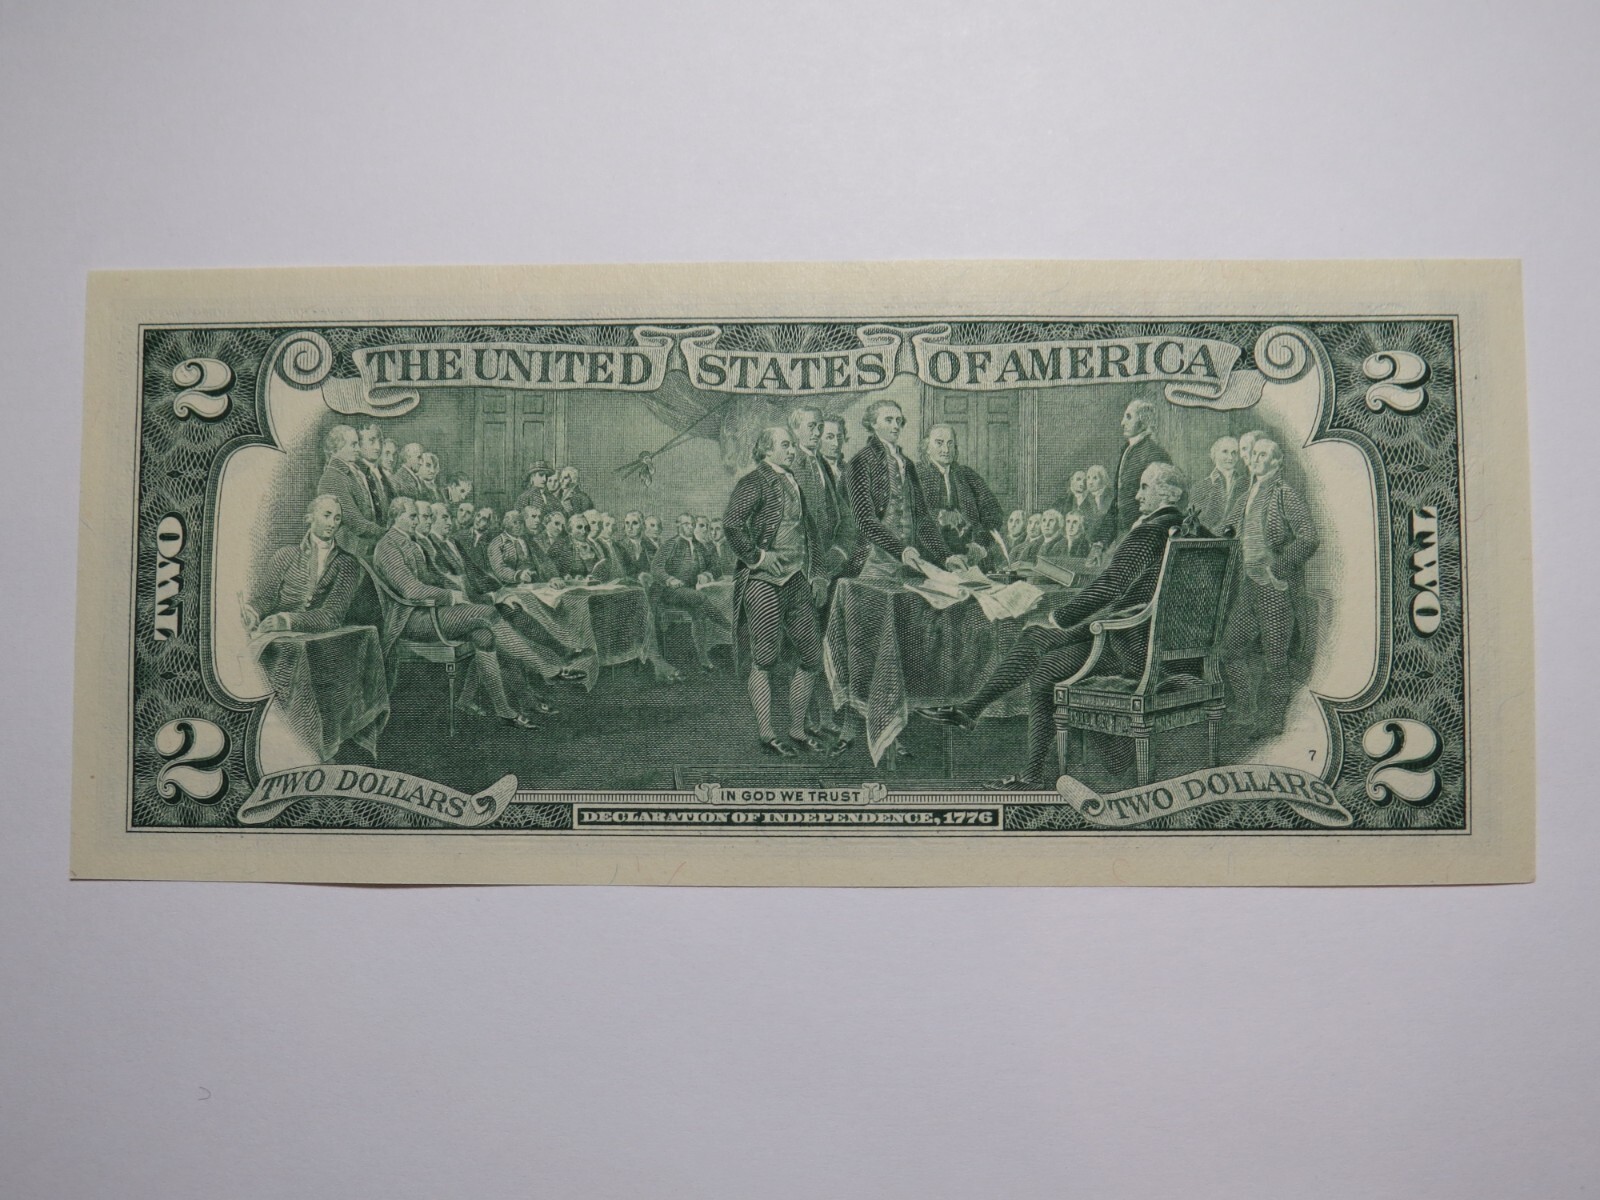 THE UNITED STATES OF AMERICA
2
2
TWO
TWO
2
2
7
TWO DOLLARS
IN GOD WE TRUST
TWO DOLLARS
DECLARATION OF INDEPENDENCE, 1776